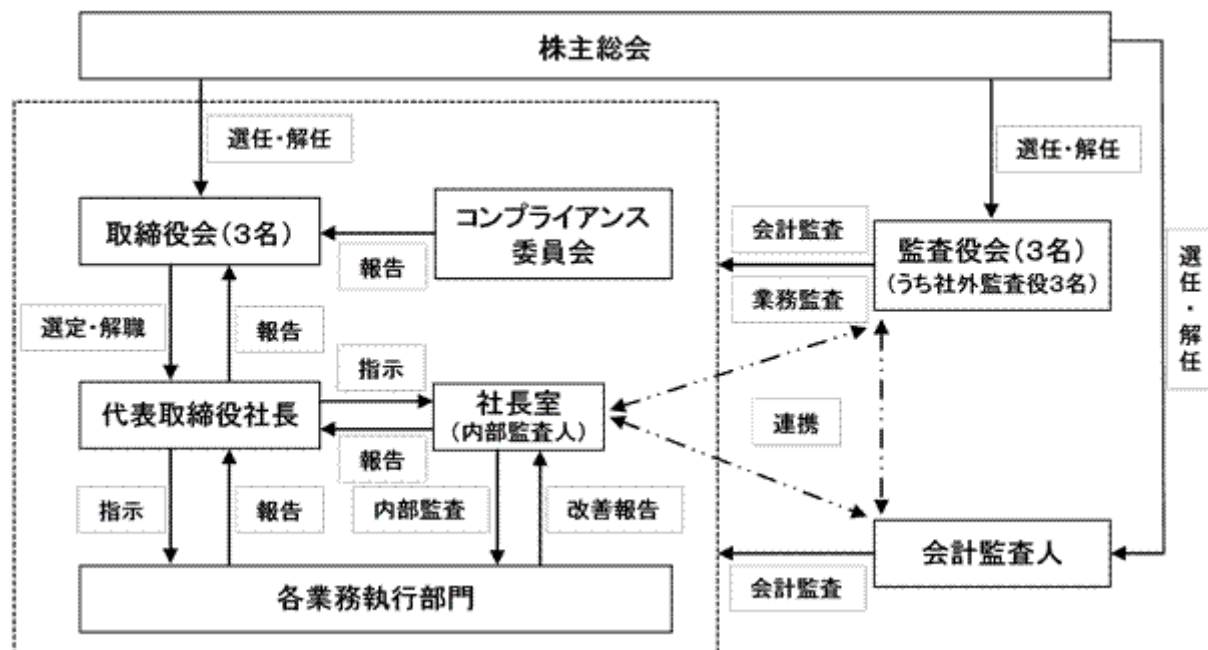 株主総会
選任・解任
選任・解任
取締役会(3名)
コンプライアンス
委員会
報告
会計監査
業務監査
監査役会(3名)
(うち社外監査役3名)
選任・解任
選定・解職
報告
指示
代表取締役社長
社長室
(内部監査人)
報告
連携
指示
報告
内部監査
改善報告
会計監査人
会計監査
各業務執行部門